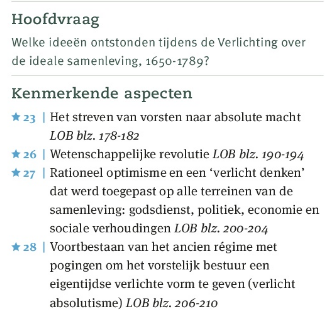 Hoofdvraag
Welke ideeën ontstonden tijdens de Verlichting over
de ideale samenleving, 1650-1789?
Kenmerkende aspecten
★ 23 | Het streven van vorsten naar absolute macht
LOB blz. 178-182
★ 26 | Wetenschappelijke revolutie LOB blz. 190-194
★ 27 | Rationeel optimisme en een ‘verlicht denken’
dat werd toegepast op alle terreinen van de
samenleving: godsdienst, politiek, economie en
sociale verhoudingen LOB blz. 200-204
★ 28 | Voortbestaan van het ancien régime met
pogingen om het vorstelijk bestuur een
eigentijdse verlichte vorm te geven (verlicht
absolutisme) LOB blz. 206-210